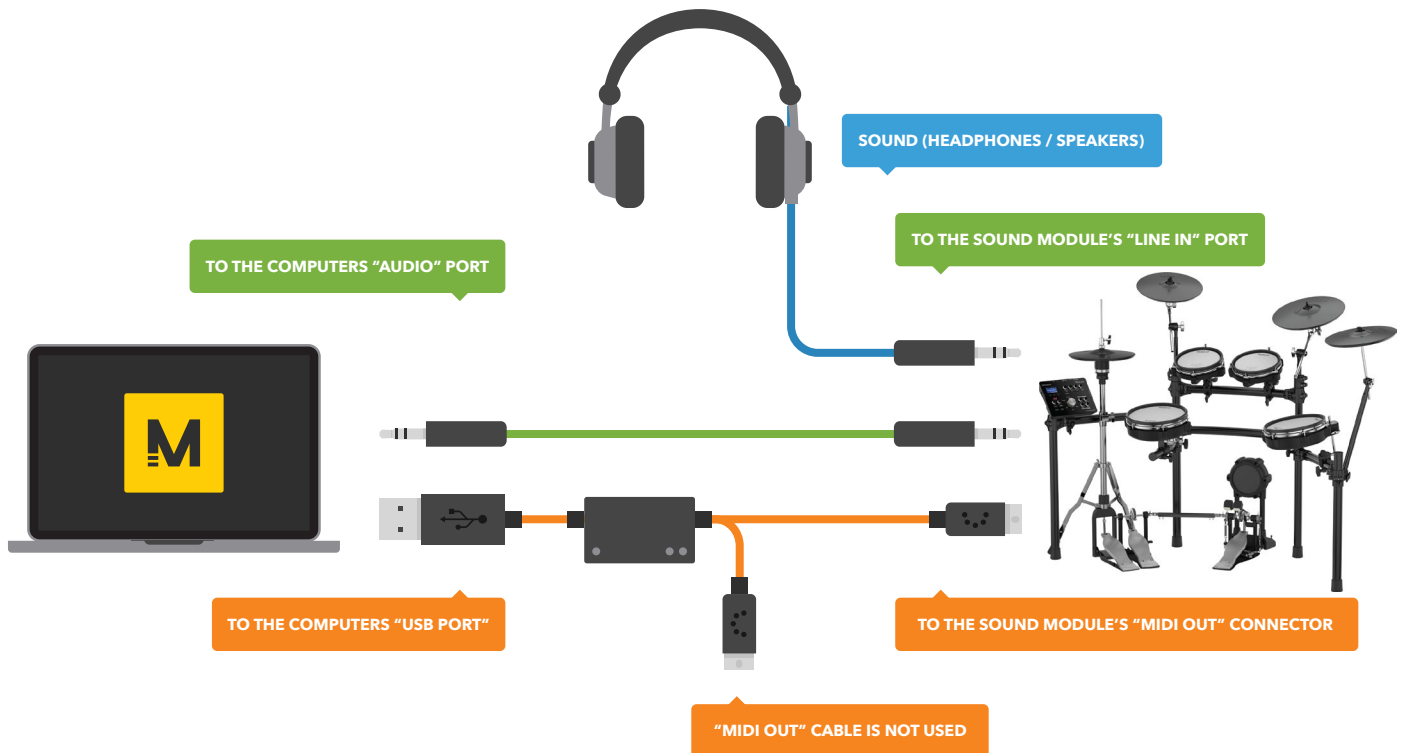 SOUND (HEADPHONES / SPEAKERS)
TO THE SOUND MODULE’S “LINE IN” PORT
TO THE COMPUTERS “AUDIO” PORT
M
TO THE COMPUTERS “USB PORT“
TO THE SOUND MODULE’S “MIDI OUT” CONNECTOR
“MIDI OUT” CABLE IS NOT USED